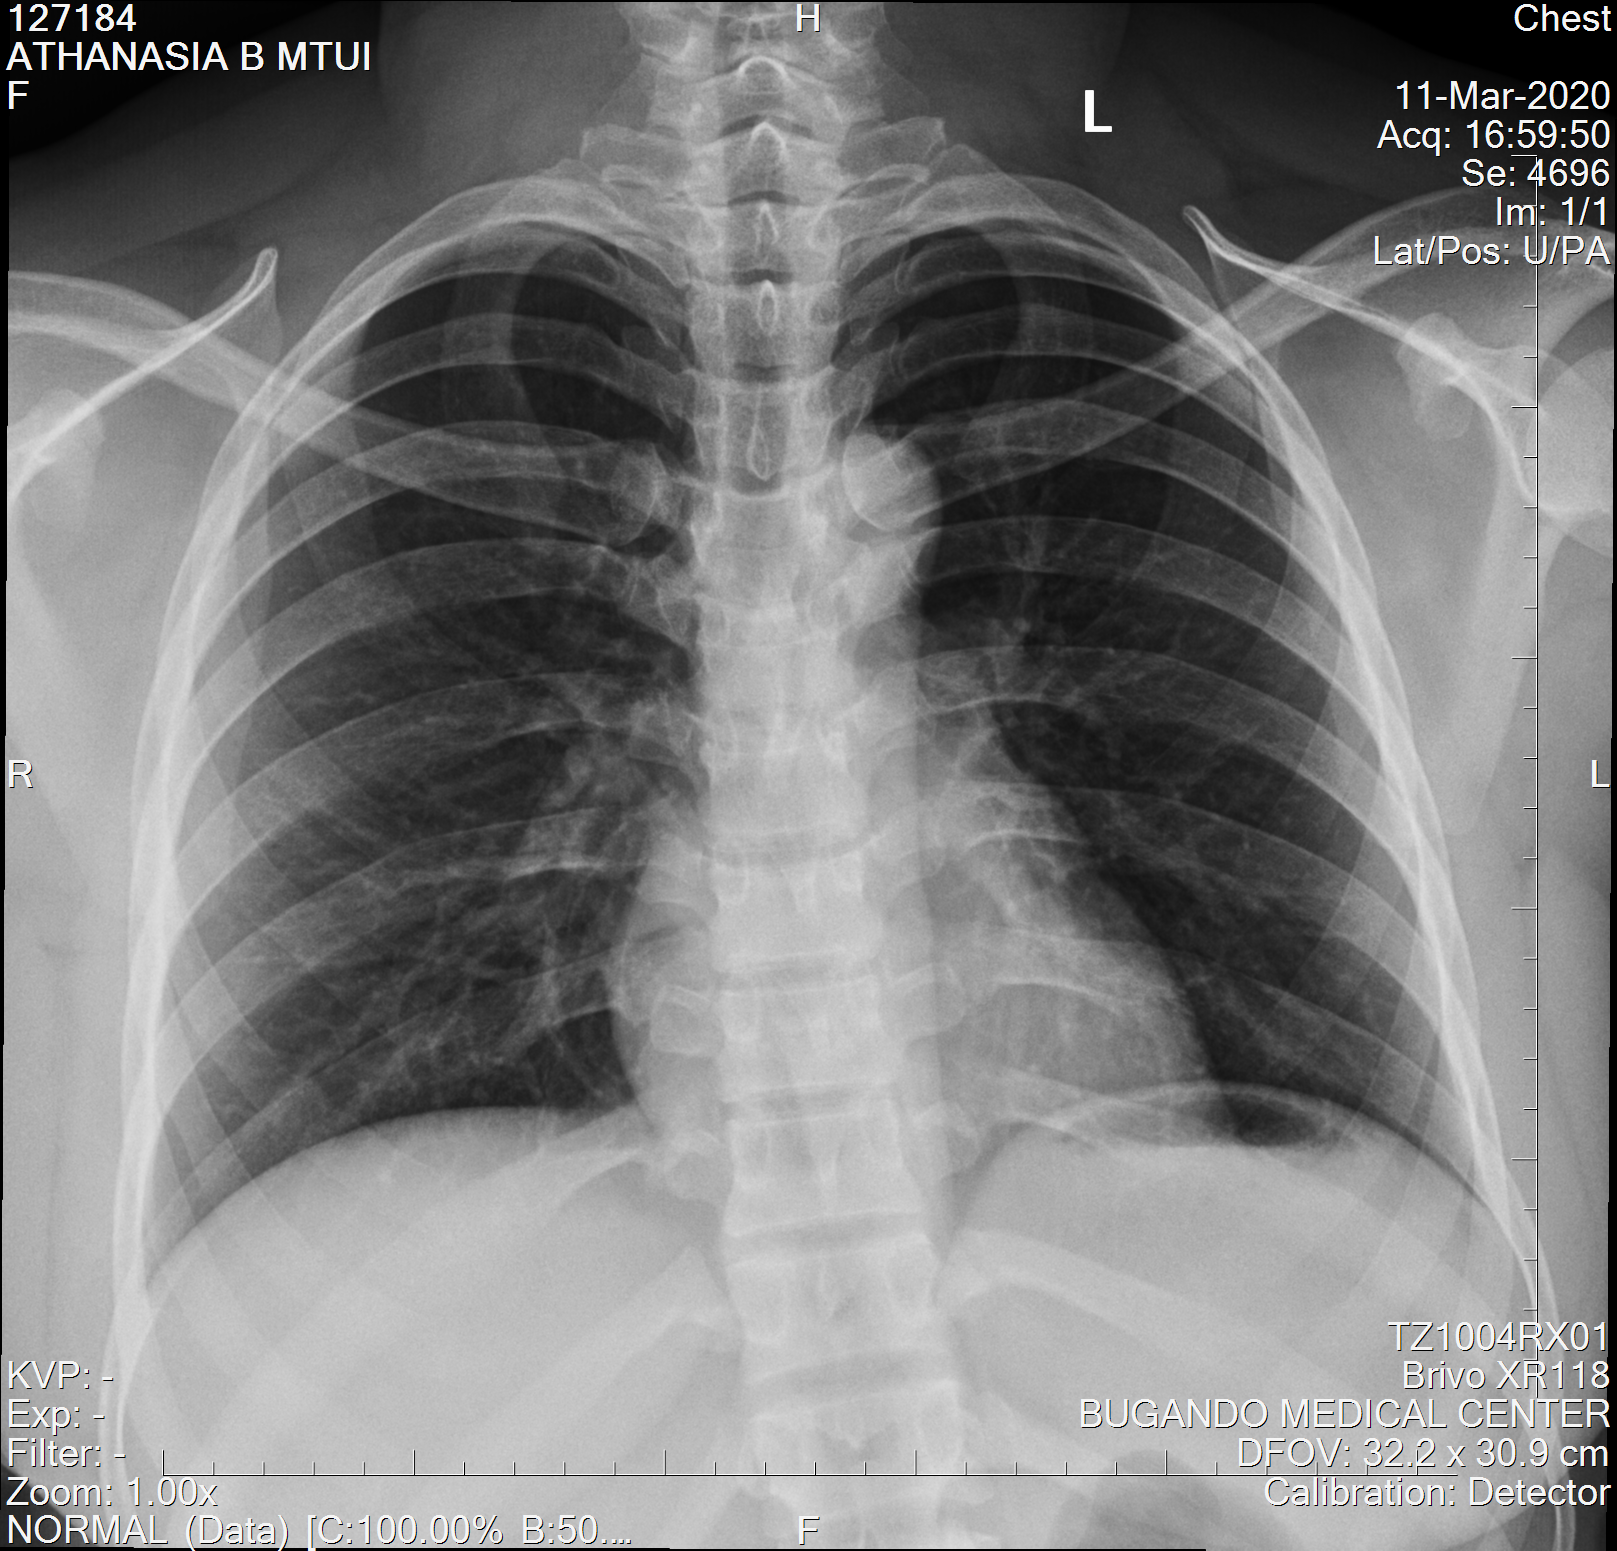 127184
ATHANASIA B MTUI
F
H
L
Chest
11-Mar-2020
Acq: 16:59:50
Se: 4696
Im: 1/1
Lat/Pos: U/PA
R
L
KVP: -
Exp: -
Filter: -
Zoom: 1.00x
NORMAL (Data) [C:100.00% B:50....
F
TZ1004RX01
Brivo XR118
BUGANDO MEDICAL CENTER
DFOV: 32.2 x 30.9 cm
Calibration: Detector